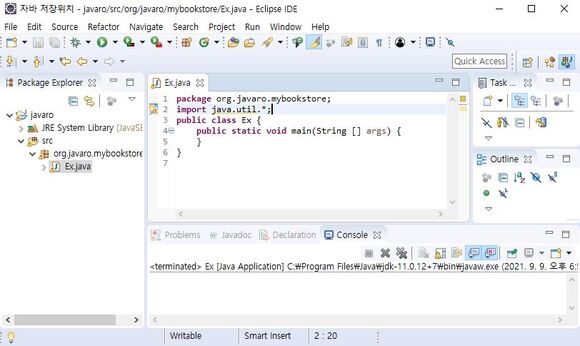 자바 저장위치 - javaro/src/org/javaro/mybookstore/Ex.java - Eclipse IDE
File Edit Source Refactor Navigate Search Project Run Window Help
Quick Access
Package Explorer
javaro
JRE System Library [JavaSE
src
org.javaro.mybookstore
Ex.java
Ex.java
1 package org.javaro.mybookstore;
2 import java.util.*;
3 public class Ex {
4 public static void main(String [] args) {
5 }
6 }
7
Task ...
Outline
Problems Javadoc Declaration Console
<terminated> Ex [Java Application] C:₩Program Files₩Java₩jdk-11.0.12+7₩bin₩javaw.exe (2021. 9. 9. 오후 6:5
Writable Smart Insert 2 : 20